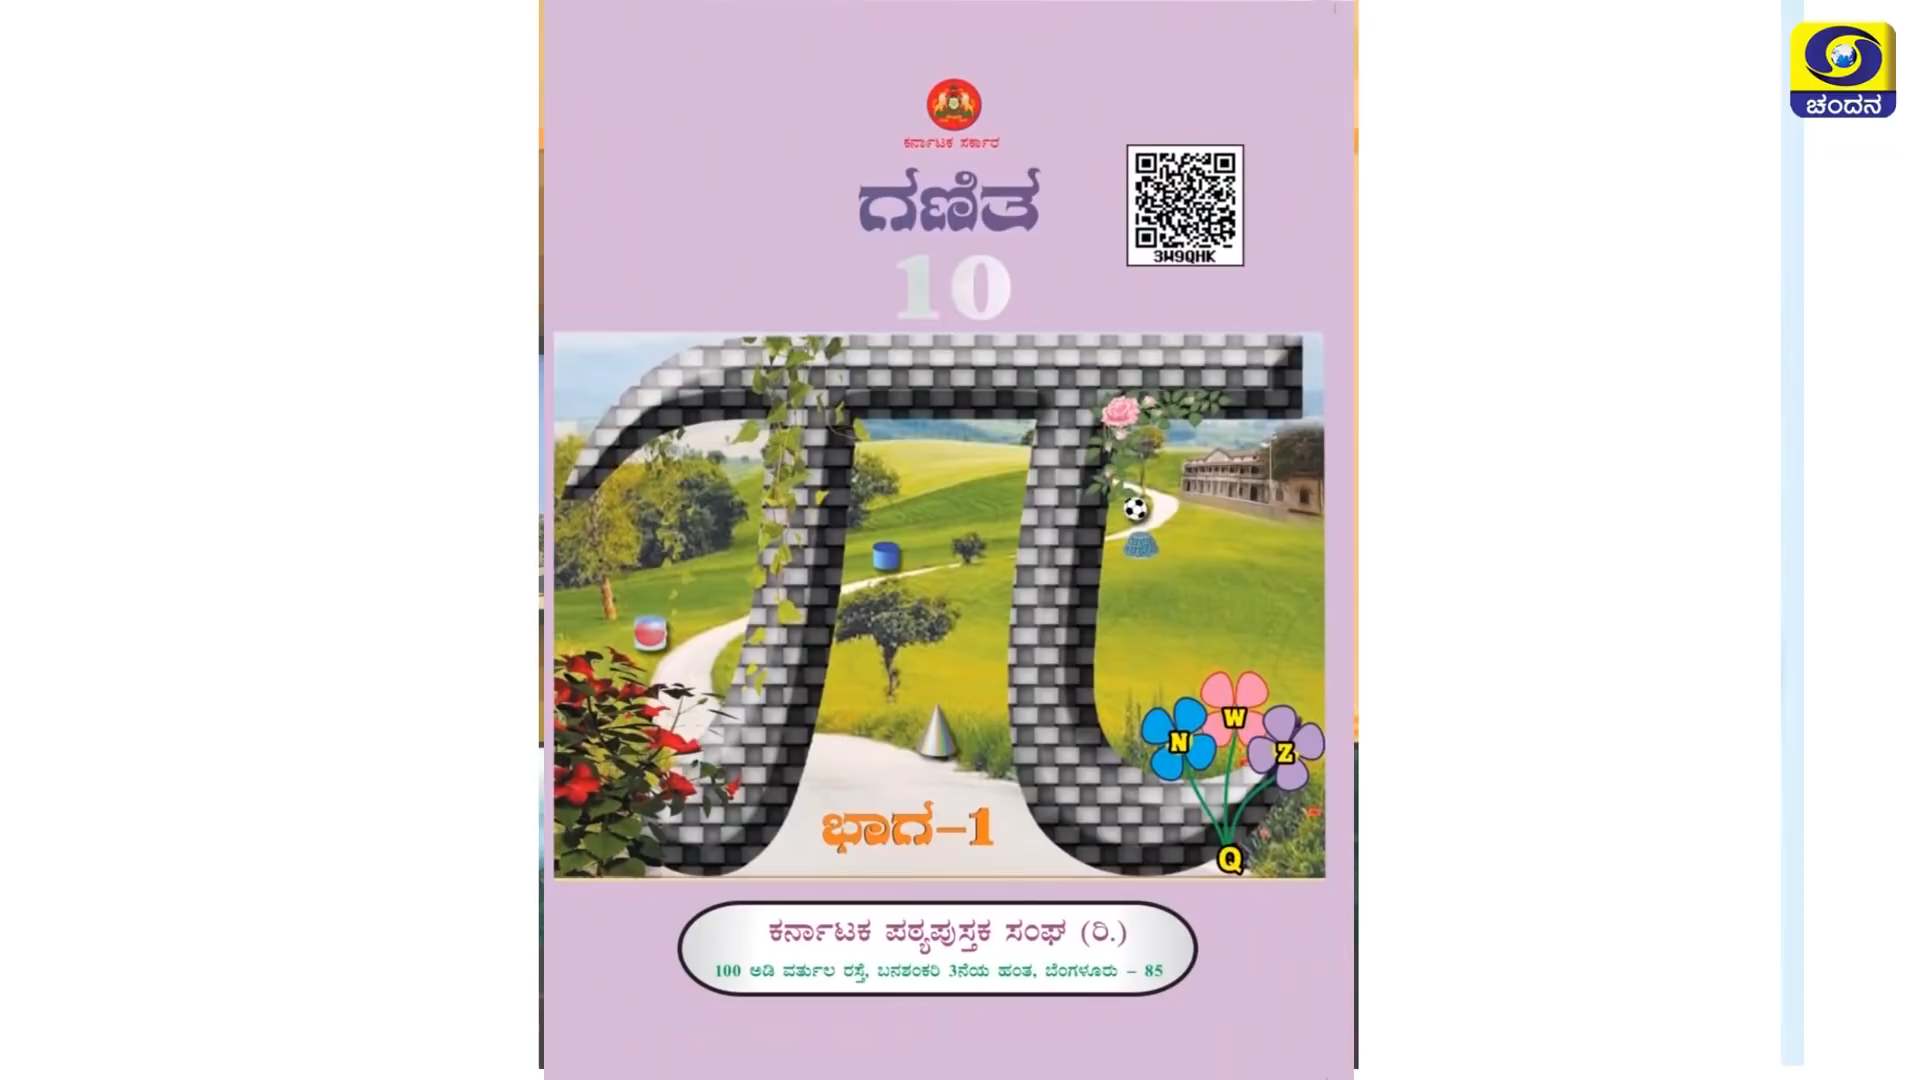 ಚಂದನ
ಕರ್ನಾಟಕ ಸರ್ಕಾರ
ಗಣಿತ
10
3W9QHK
N
W
Z
Q
ಭಾಗ-1
ಕರ್ನಾಟಕ ಪಠ್ಯಪುಸ್ತಕ ಸಂಘ (ರಿ.)
100 ಅಡಿ ವರ್ತುಲ ರಸ್ತೆ, ಬನಶಂಕರಿ 3ನೆಯ ಹಂತ, ಬೆಂಗಳೂರು - 85